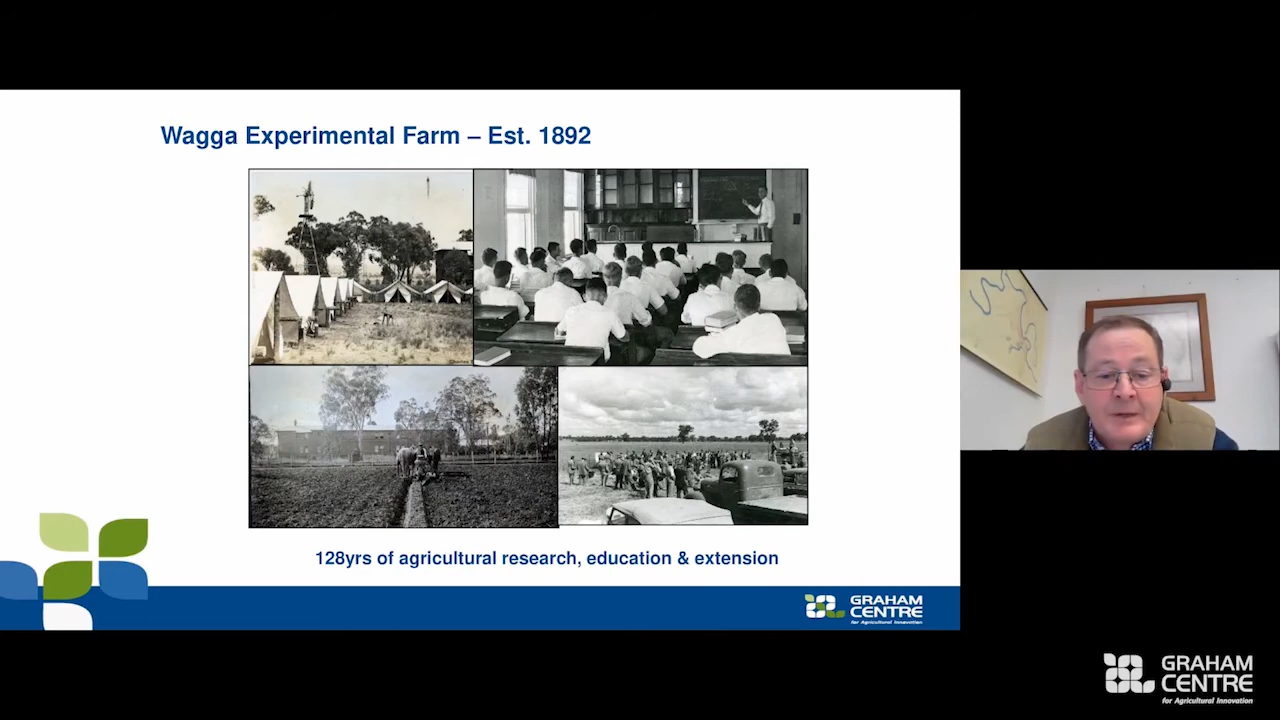 Wagga Experimental Farm – Est. 1892
128yrs of agricultural research, education & extension
GRAHAM
CENTRE
for Agricultural Innovation
GRAHAM
CENTRE
for Agricultural Innovation